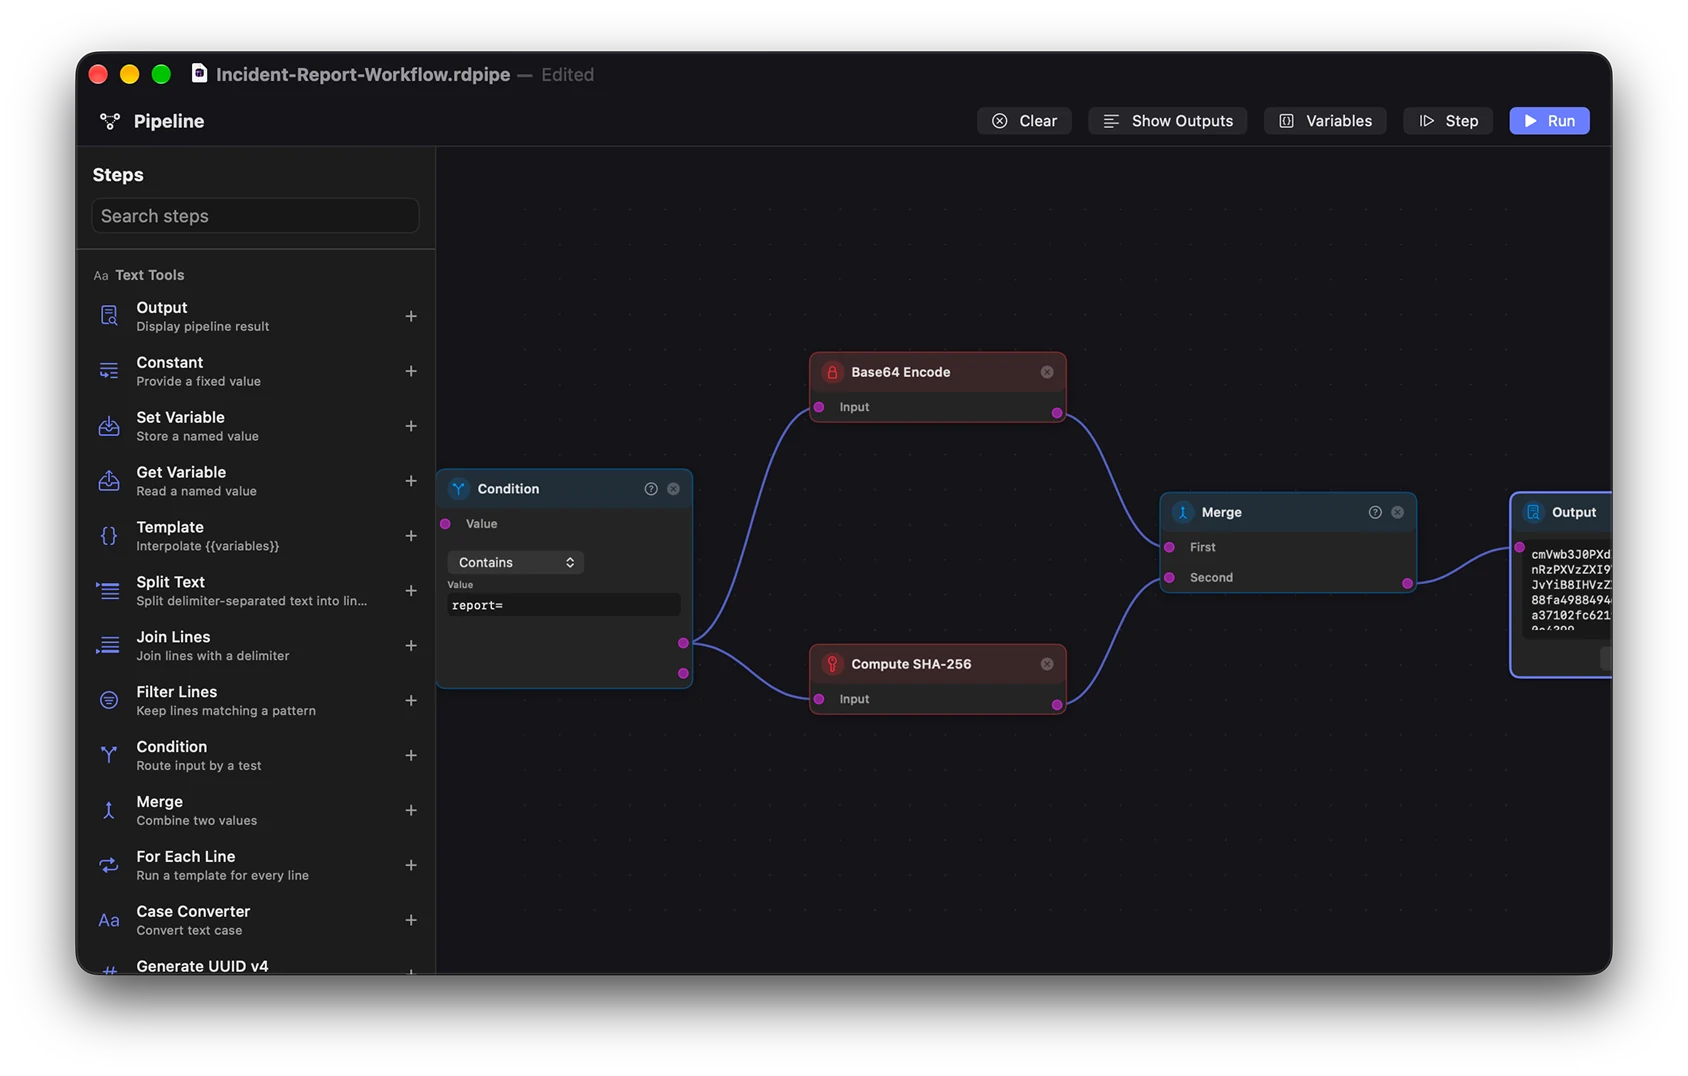 Incident-Report-Workflow.rdpipe — Edited
Pipeline
Clear
Show Outputs
Variables
Step
Run
Steps
Search steps
Aa Text Tools
Output
Display pipeline result
Constant
Provide a fixed value
Set Variable
Store a named value
Get Variable
Read a named value
Template
Interpolate {{variables}}
Split Text
Split delimiter-separated text into lin...
Join Lines
Join lines with a delimiter
Filter Lines
Keep lines matching a pattern
Condition
Route input by a test
Merge
Combine two values
For Each Line
Run a template for every line
Aa
Case Converter
Convert text case
Generate UUID v4
Condition
Value
Contains
Value
report=
Base64 Encode
Input
Compute SHA-256
Input
Merge
First
Second
Output
cmVwb3J0PXd
nRzPXVzZXI9
JvYiB8IHVzZ
88fa498849
a37102fc621